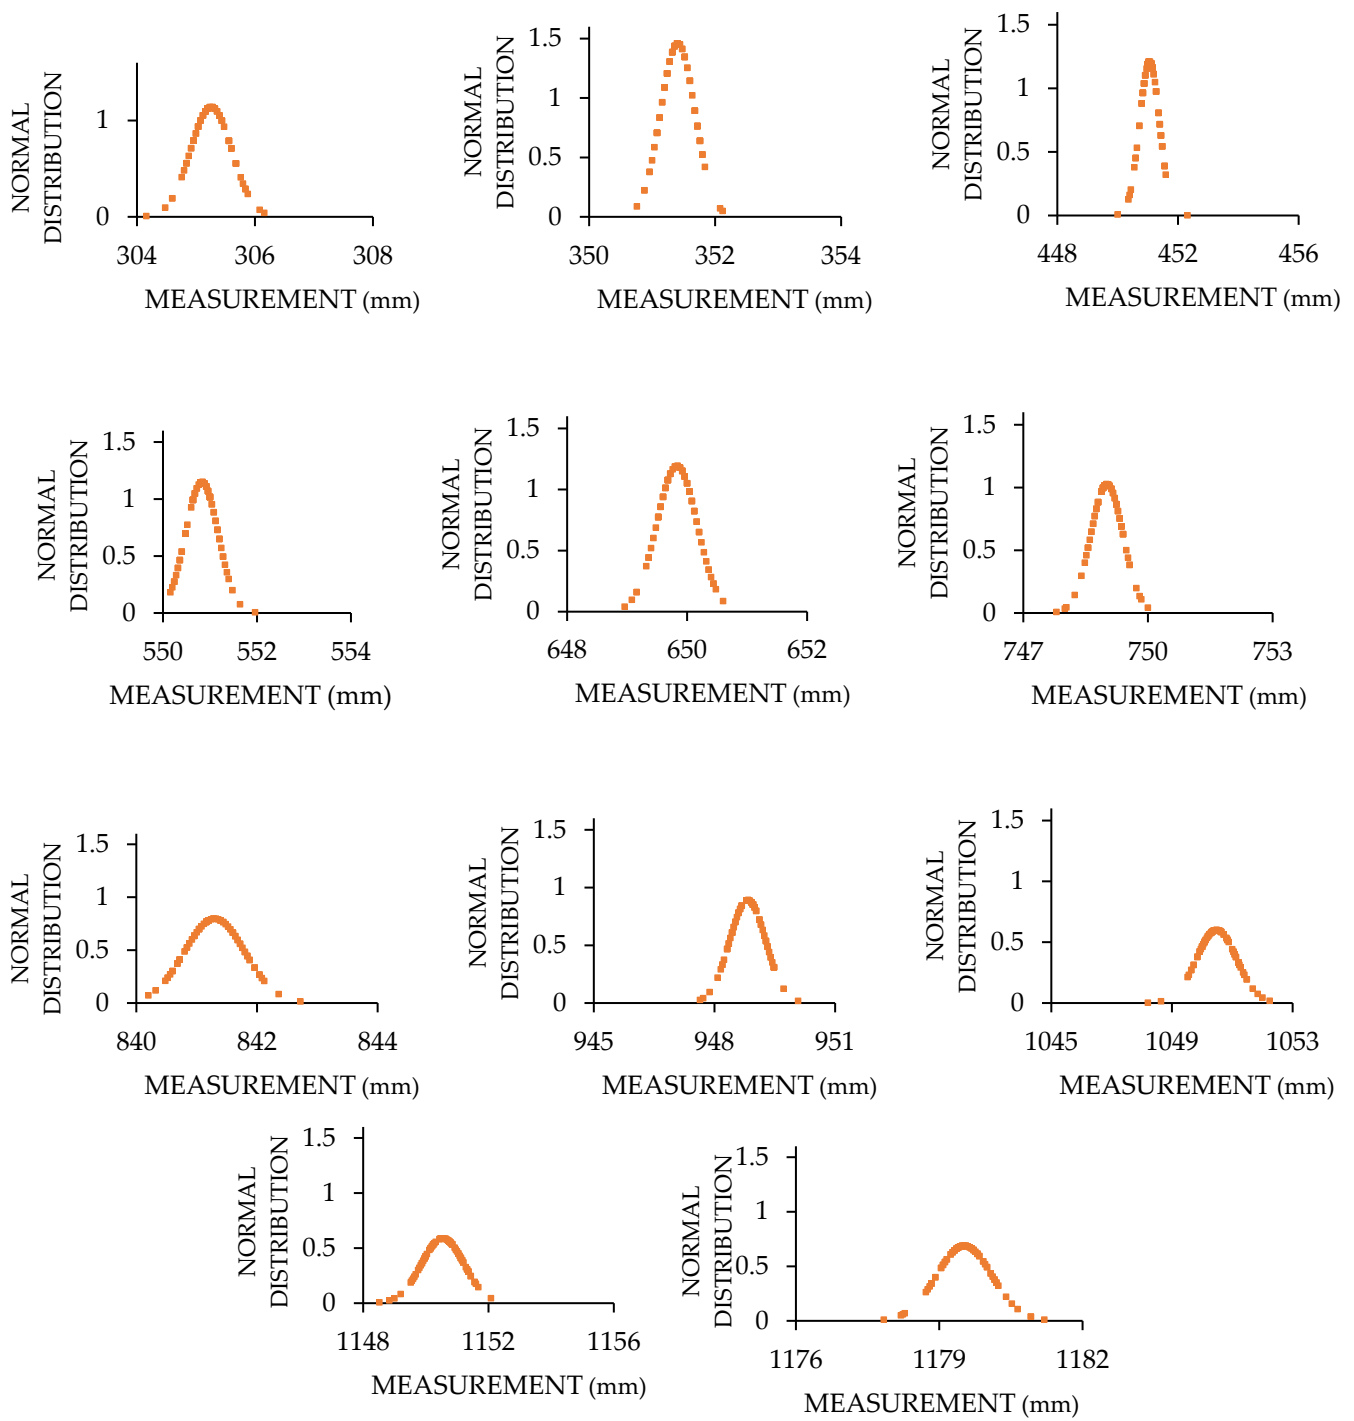 NORMAL
DISTRIBUTION
1
0
304 306 308
MEASUREMENT (mm)
NORMAL
DISTRIBUTION
1.5
1
0.5
0
350 352 354
MEASUREMENT (mm)
NORMAL
DISTRIBUTION
1.5
1
0.5
0
448 452 456
MEASUREMENT (mm)
NORMAL
DISTRIBUTION
1.5
1
0.5
0
550 552 554
MEASUREMENT (mm)
NORMAL
DISTRIBUTION
1.5
1
0.5
0
648 650 652
MEASUREMENT (mm)
NORMAL
DISTRIBUTION
1.5
1
0.5
0
747 750 753
MEASUREMENT (mm)
NORMAL
DISTRIBUTION
1.5
1
0.5
0
840 842 844
MEASUREMENT (mm)
NORMAL
DISTRIBUTION
1.5
1
0.5
0
945 948 951
MEASUREMENT (mm)
NORMAL
DISTRIBUTION
1.5
1
0.5
0
1045 1049 1053
MEASUREMENT (mm)
NORMAL
DISTRIBUTION
1.5
1
0.5
0
1148 1152 1156
MEASUREMENT (mm)
NORMAL
DISTRIBUTION
1.5
1
0.5
0
1176 1179 1182
MEASUREMENT (mm)